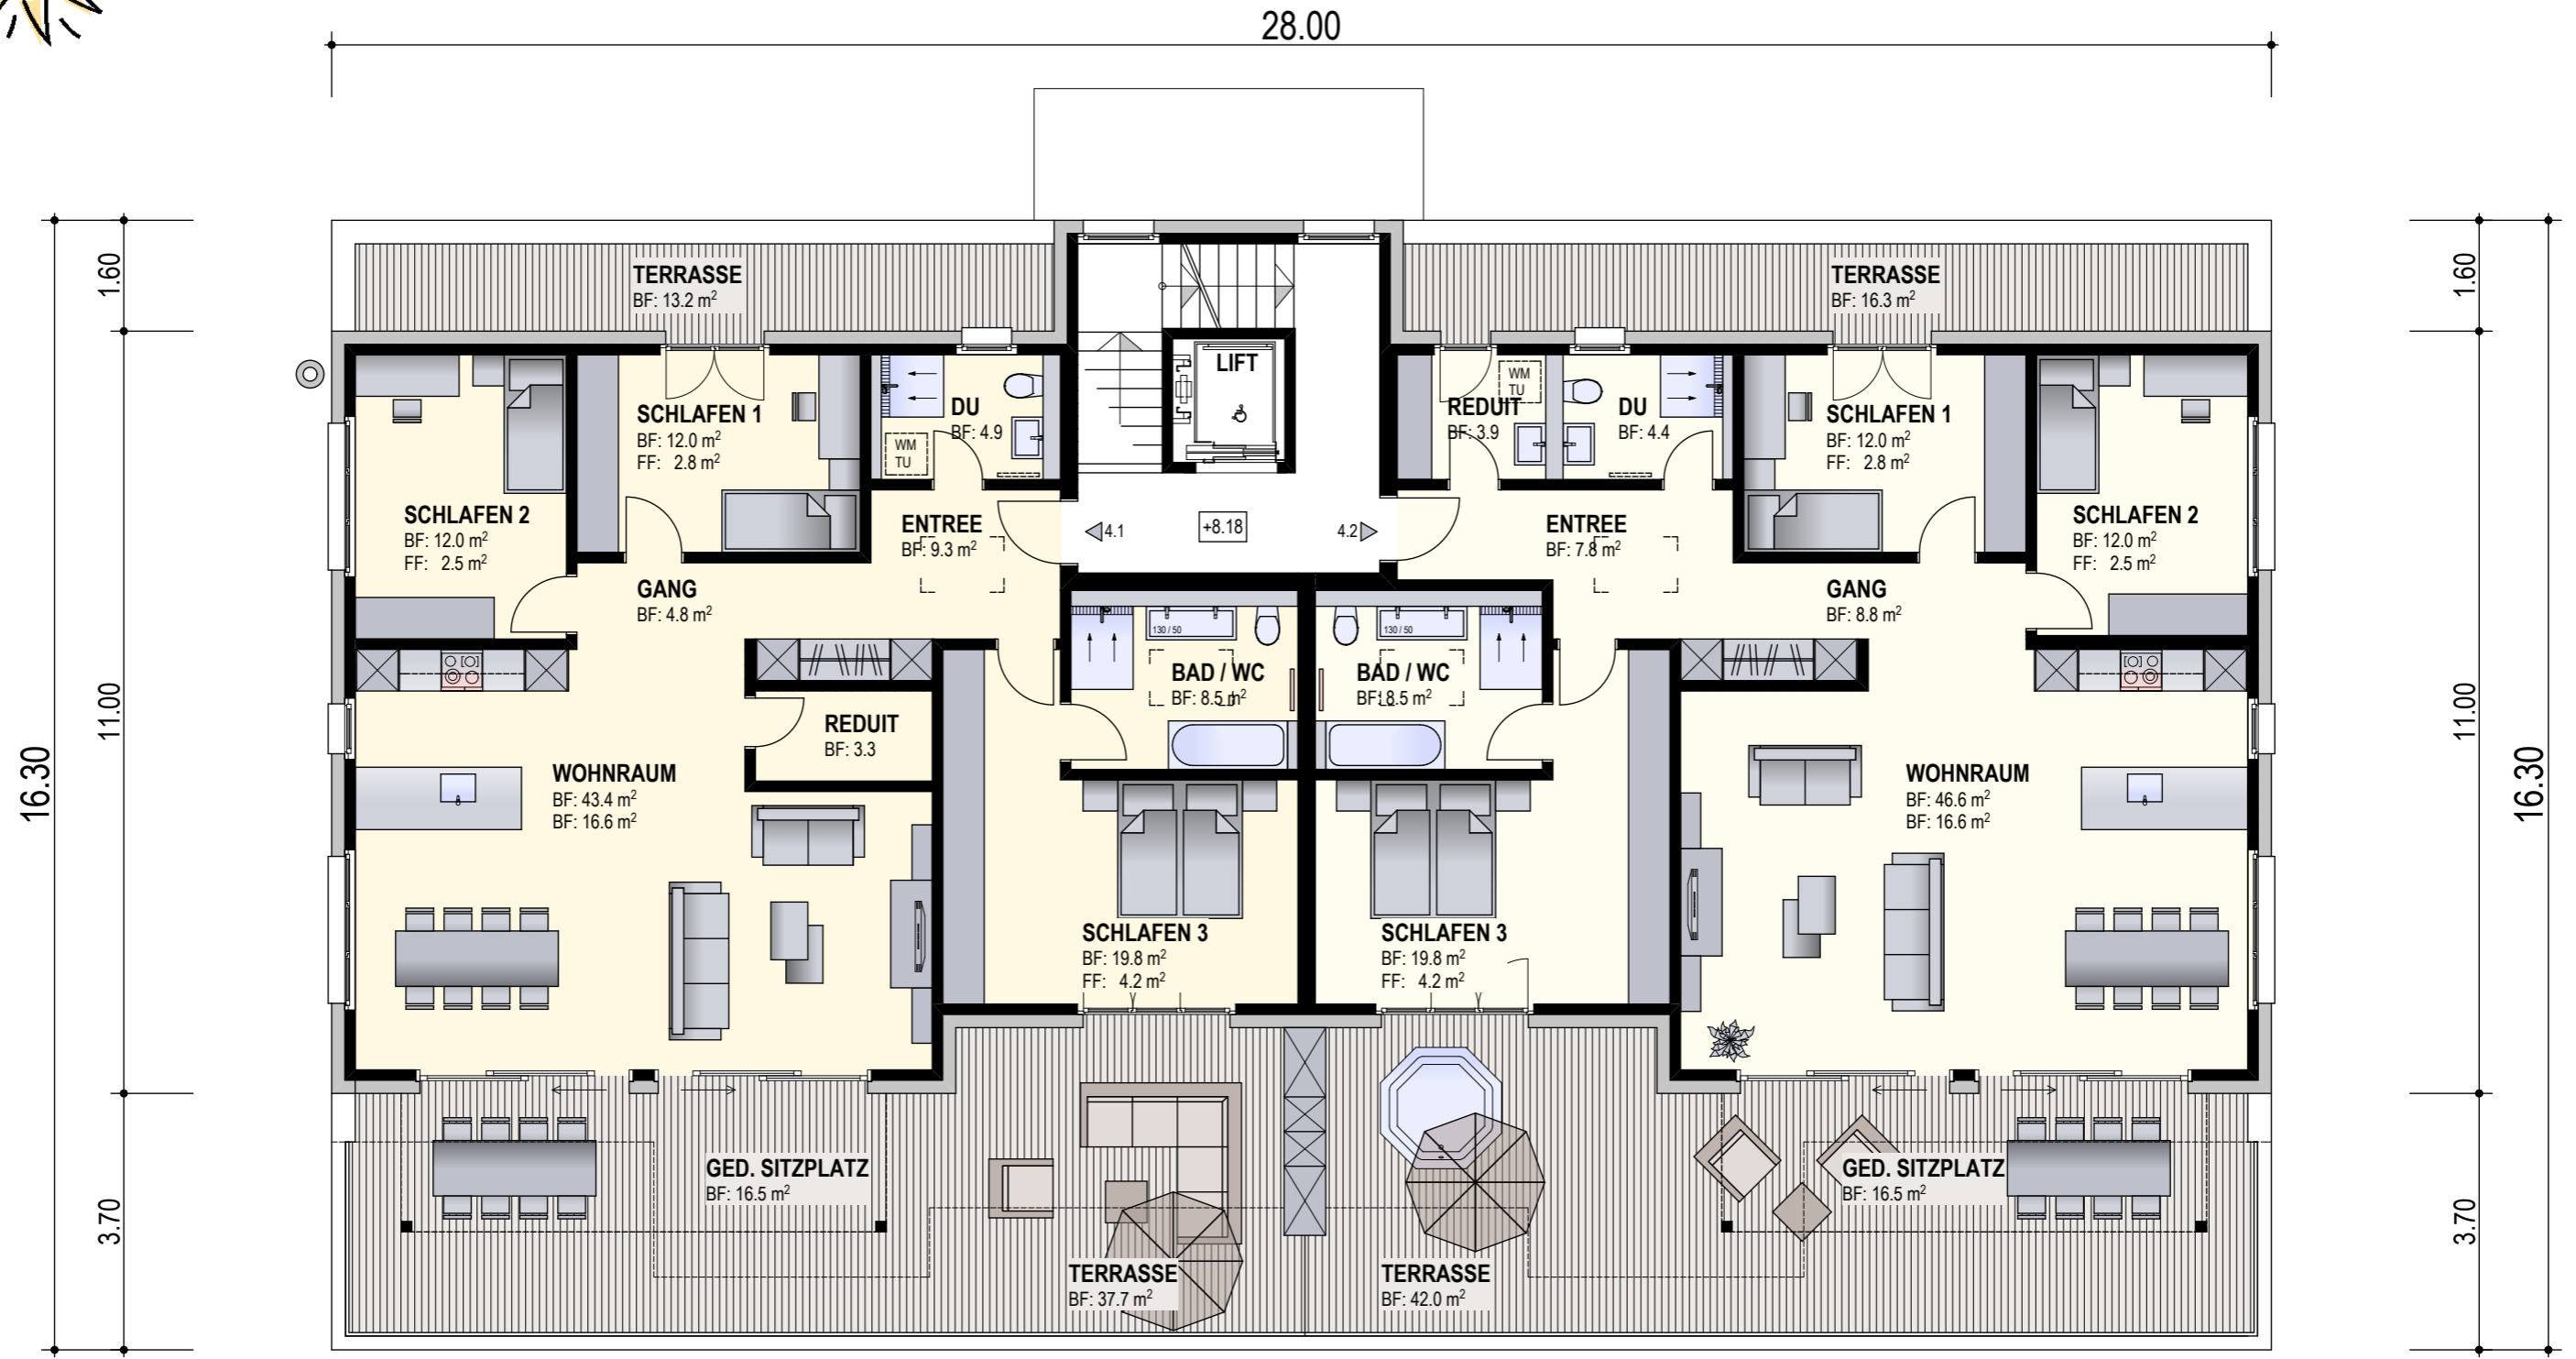 28.00
1.60
11.00
3.70
16.30
TERRASSE
BF: 13.2 m²
TERRASSE
BF: 16.3 m²
1.60
11.00
3.70
16.30
LIFT
SCHLAFEN 1
BF: 12.0 m²
FF: 2.8 m²
DU
BF: 4.9
WM
TU
REDUIT
BF: 3.9
WM
TU
DU
BF: 4.4
SCHLAFEN 1
BF: 12.0 m²
FF: 2.8 m²
SCHLAFEN 2
BF: 12.0 m²
FF: 2.5 m²
ENTREE
BF: 9.3 m²
4.1
+8.18
4.2
ENTREE
BF: 7.8 m²
SCHLAFEN 2
BF: 12.0 m²
FF: 2.5 m²
GANG
BF: 4.8 m²
GANG
BF: 8.8 m²
130 / 50
130 / 50
BAD / WC
BF: 8.5 m²
BAD / WC
BF: 8.5 m²
REDUIT
BF: 3.3
WOHNRAUM
BF: 43.4 m²
BF: 16.6 m²
WOHNRAUM
BF: 46.6 m²
BF: 16.6 m²
SCHLAFEN 3
BF: 19.8 m²
FF: 4.2 m²
SCHLAFEN 3
BF: 19.8 m²
FF: 4.2 m²
GED. SITZPLATZ
BF: 16.5 m²
GED. SITZPLATZ
BF: 16.5 m²
TERRASSE
BF: 37.7 m²
TERRASSE
BF: 42.0 m²